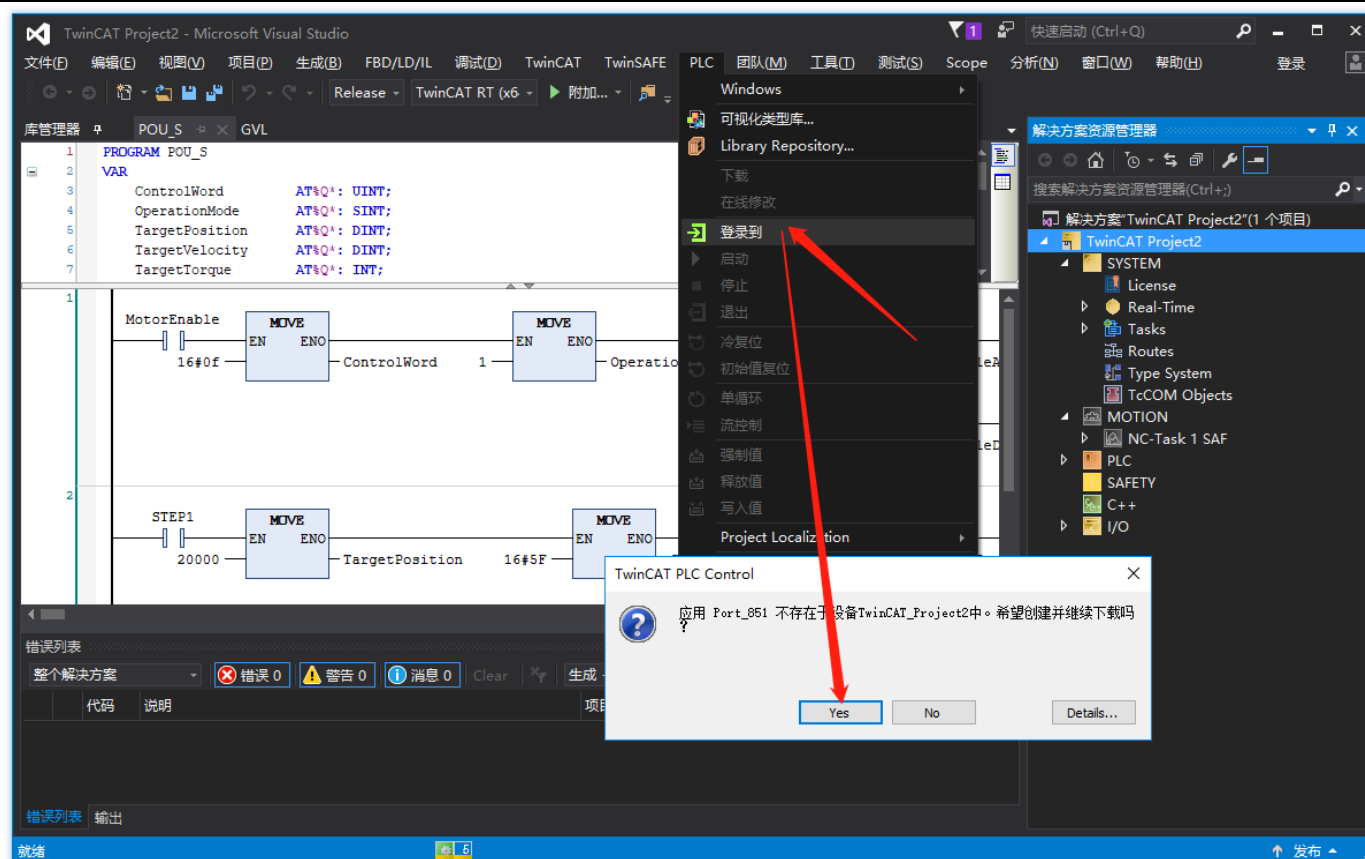 TwinCAT Project2 - Microsoft Visual Studio
1
快速启动 (Ctrl+Q)
文件(F) 编辑(E) 视图(V) 项目(P) 生成(B) FBD/LD/IL 调试(D) TwinCAT TwinSAFE PLC 团队(M) 工具(T) 测试(S) Scope 分析(N) 窗口(W) 帮助(H) 登录
Release TwinCAT RT (x6 附加...
库管理器 POU_S GVL
1 PROGRAM POU_S
2 VAR
3 ControlWord AT%Q*: UINT;
4 OperationMode AT%Q*: SINT;
5 TargetPosition AT%Q*: DINT;
6 TargetVelocity AT%Q*: DINT;
7 TargetTorque AT%Q*: INT;
1
MotorEnable MOVE MOVE
EN ENO EN ENO
16#0f ControlWord 1 Operatio
leA
leD
2
STEP1 MOVE MOVE
EN ENO EN ENO
20000 TargetPosition 16#5F
Windows
可视化类型库...
Library Repository...
下载
在线修改
登录到
启动
停止
退出
冷复位
初始值复位
单循环
流控制
强制值
释放值
写入值
Project Localization
TwinCAT PLC Control
应用 Port_851 不存在于设备TwinCAT_Project2中。希望创建并继续下载吗
?
Yes No Details...
解决方案资源管理器
搜索解决方案资源管理器(Ctrl+;)
解决方案"TwinCAT Project2"(1 个项目)
TwinCAT Project2
SYSTEM
License
Real-Time
Tasks
Routes
Type System
TcCOM Objects
MOTION
NC-Task 1 SAF
PLC
SAFETY
C++
I/O
错误列表
整个解决方案 错误 0 警告 0 消息 0 Clear 生成
代码 说明 项
错误列表 输出
就绪 5 发布